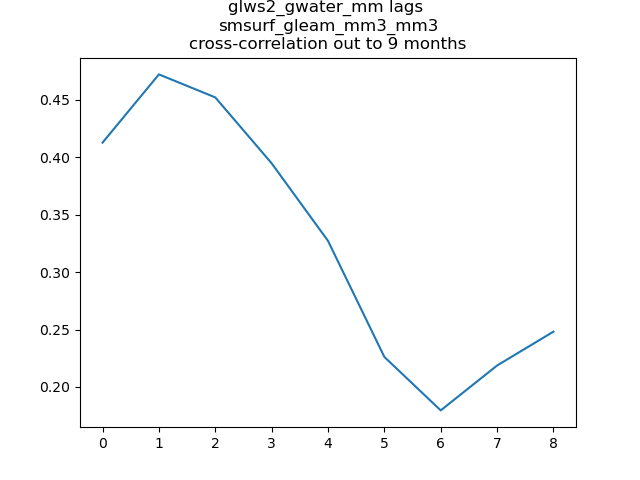 glws2_gwater_mm lags
smsurf_gleam_mm3_mm3
cross-correlation out to 9 months
0.45
0.40
0.35
0.30
0.25
0.20
0 1 2 3 4 5 6 7 8